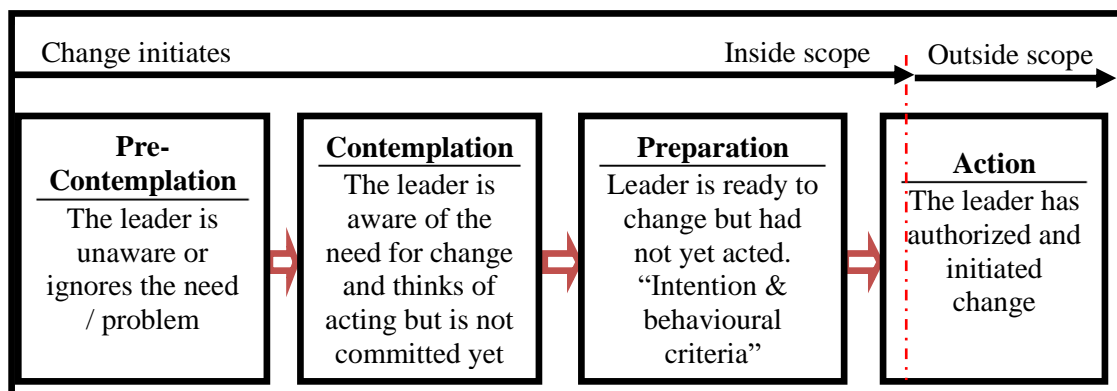 Change initiates
Inside scope
Outside scope
Pre-
Contemplation
The leader is
unaware or
ignores the need
/ problem
Contemplation
The leader is
aware of the
need for change
and thinks of
acting but is not
committed yet
Preparation
Leader is ready to
change but had
not yet acted.
“Intention &
behavioural
criteria”
Action
The leader has
authorized and
initiated
change